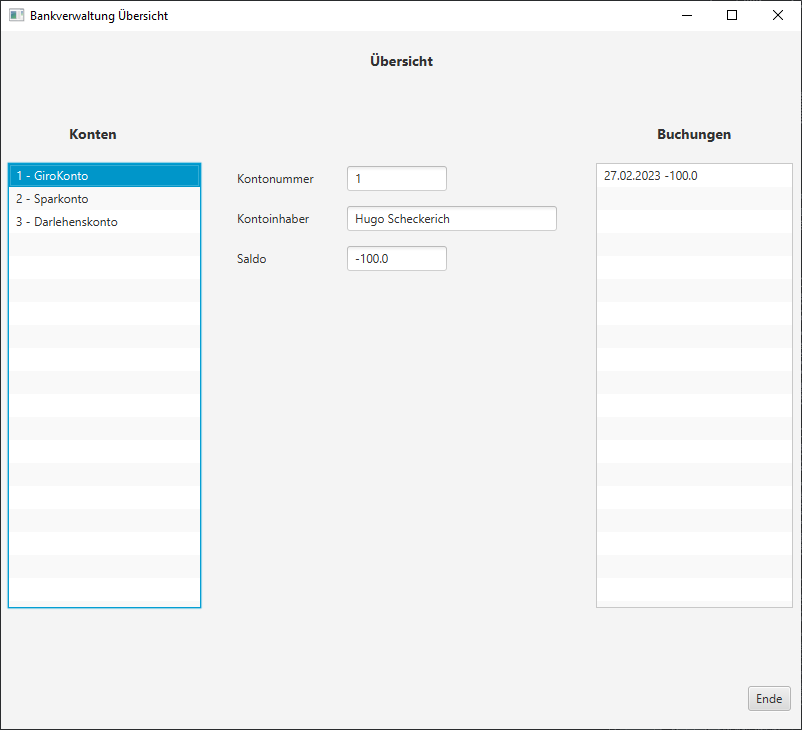 Bankverwaltung Übersicht
Übersicht
Konten
1 - GiroKonto
2 - Sparkonto
3 - Darlehenskonto
Kontonummer 1
Kontoinhaber Hugo Scheckerich
Saldo -100.0
Buchungen
27.02.2023 -100.0
Ende